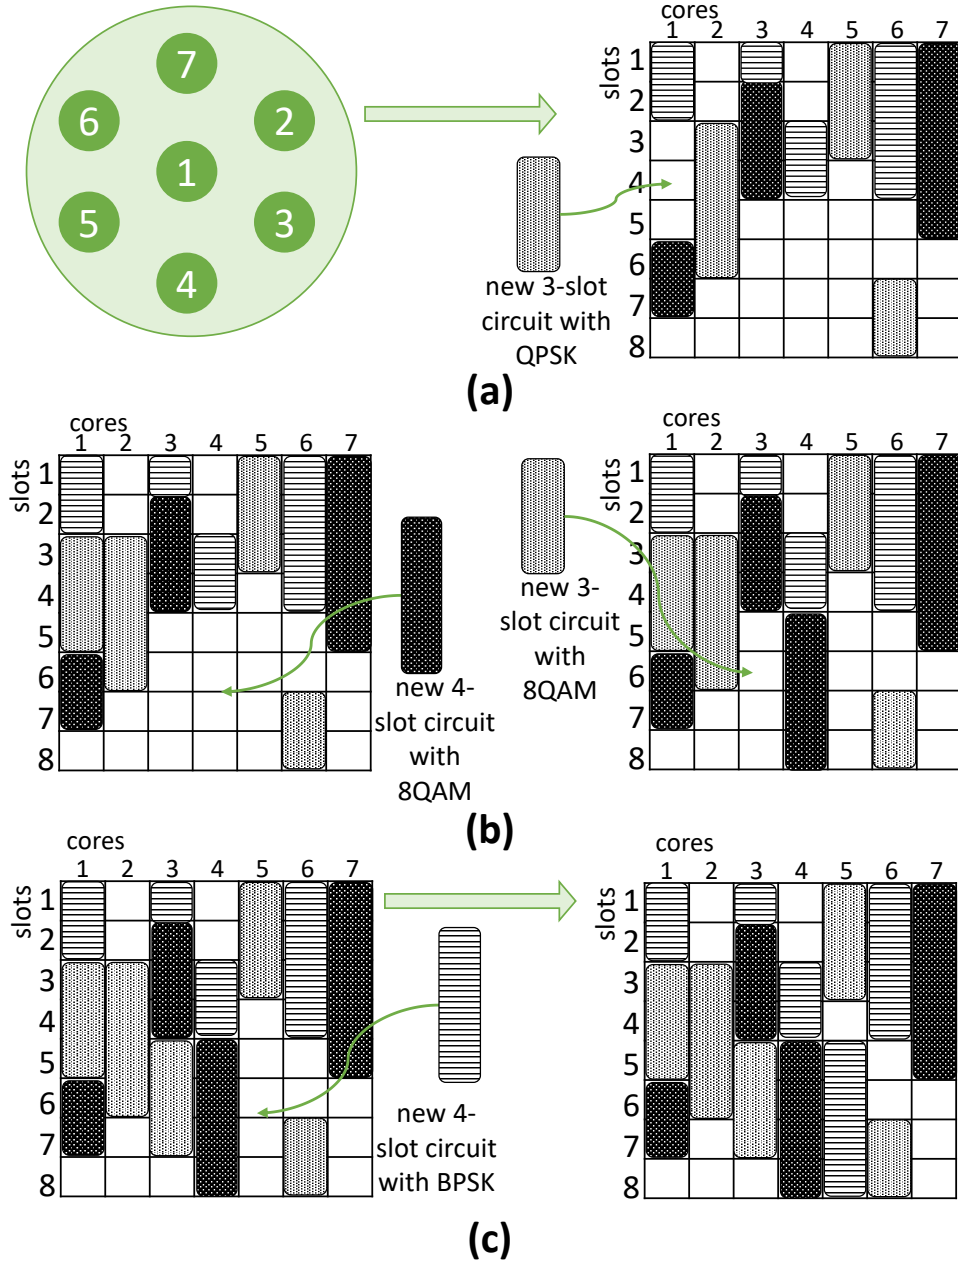 cores
1 2 3 4 5 6 7
slots
1
2
3
4
5
6
7
8
7
6
2
1
5
3
4
new 3-slot
circuit with
QPSK
(a)
cores
1 2 3 4 5 6 7
slots
1
2
3
4
5
6
7
8
new 4-
slot circuit
with
8QAM
new 3-
slot circuit
with
8QAM
cores
1 2 3 4 5 6 7
slots
1
2
3
4
5
6
7
8
(b)
cores
1 2 3 4 5 6 7
slots
1
2
3
4
5
6
7
8
new 4-
slot circuit
with BPSK
cores
1 2 3 4 5 6 7
slots
1
2
3
4
5
6
7
8
(c)